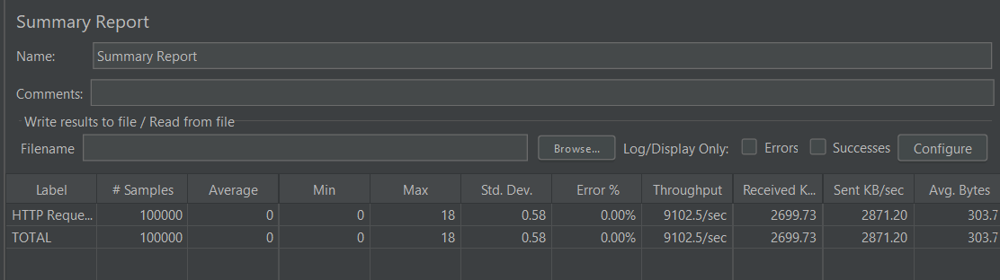 Summary Report
Name: Summary Report
Comments:
Write results to file / Read from file
Filename Browse... Log/Display Only: Errors Successes Configure
Label # Samples Average Min Max Std. Dev. Error % Throughput Received K... Sent KB/sec Avg. Bytes
HTTP Reque... 100000 0 0 18 0.58 0.00% 9102.5/sec 2699.73 2871.20 303.7
TOTAL 100000 0 0 18 0.58 0.00% 9102.5/sec 2699.73 2871.20 303.7